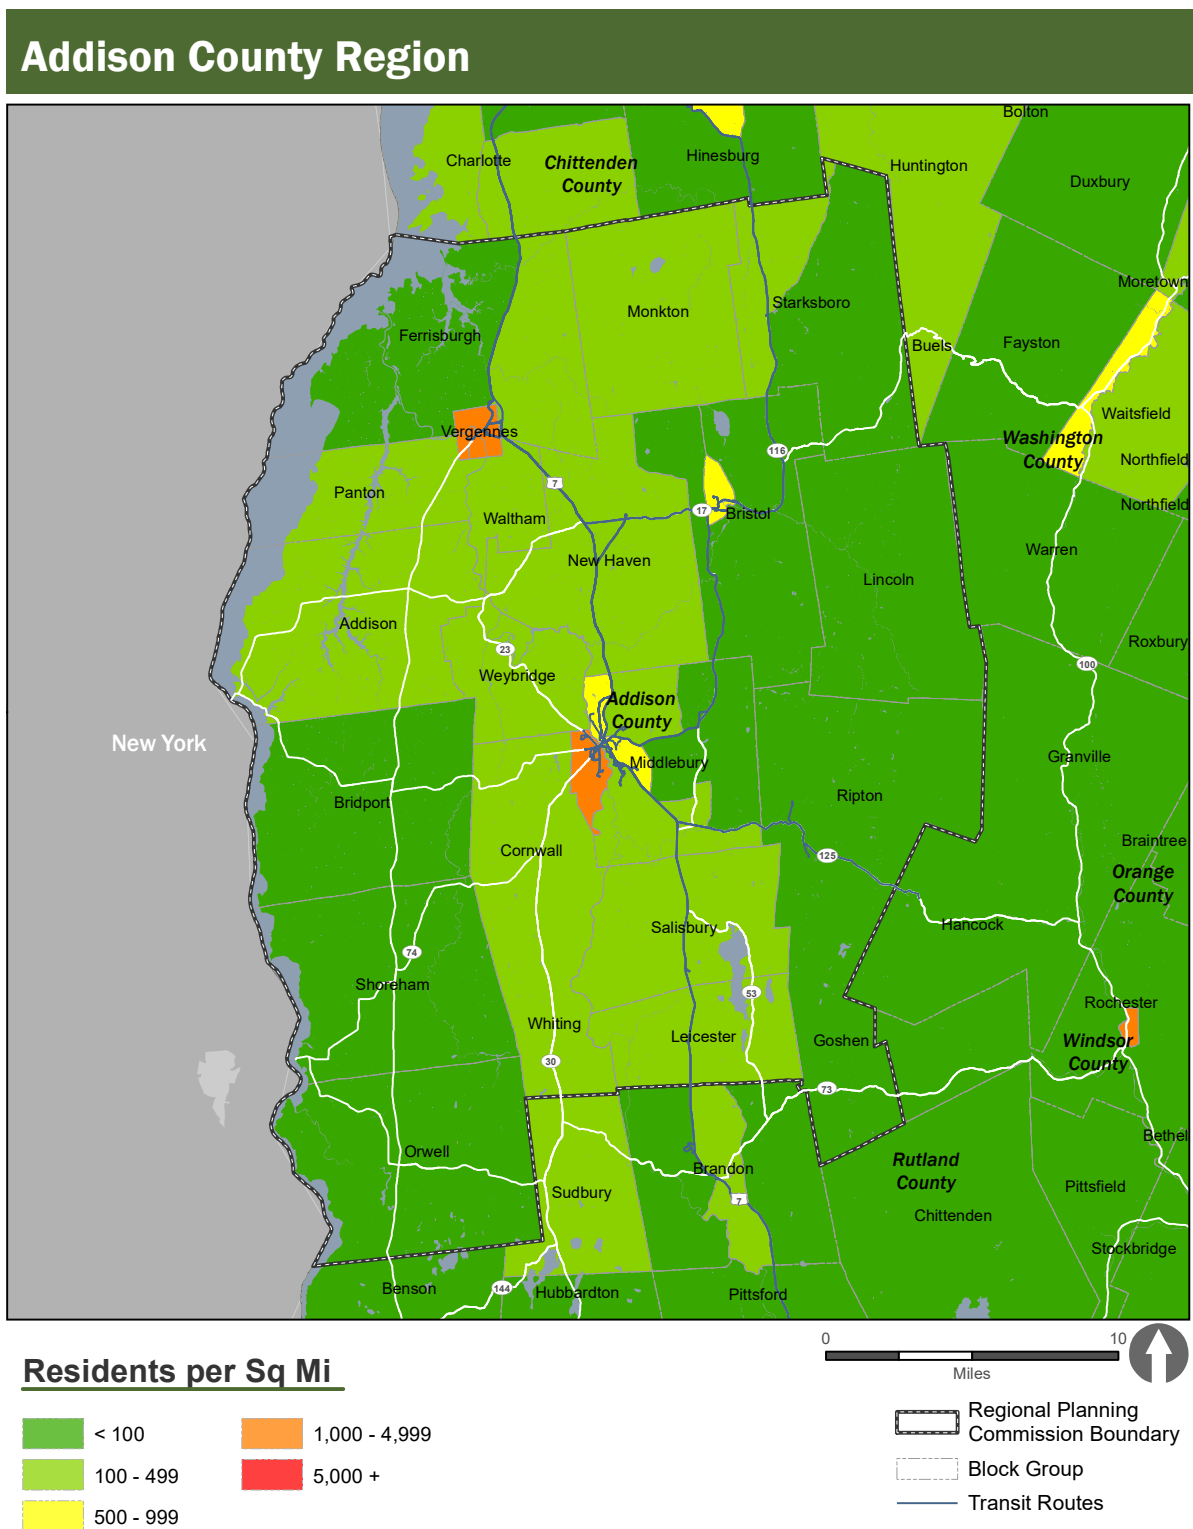 Addison County Region
Bolton
Charlotte
Chittenden
County
Hinesburg
Huntington
Duxbury
Moretown
Ferrisburgh
Monkton
Starksboro
Buels
Fayston
Waitsfield
Vergennes
Washington
County
116
Northfield
Panton
7
Northfield
Waltham
17
Bristol
New Haven
Warren
Lincoln
Addison
Roxbury
23
100
Weybridge
Addison
County
New York
Middlebury
Granville
Bridport
Ripton
Cornwall
125
Braintree
Orange
County
Salisbury
Hancock
74
Shoreham
53
Rochester
Whiting
Leicester
Goshen
Windsor
County
30
73
Orwell
Bethel
Brandon
Rutland
County
Sudbury
7
Pittsfield
Chittenden
Stockbridge
Benson
144
Hubbardton
Pittsford
0
10
Miles
Residents per Sq Mi
< 100
100 - 499
500 - 999
1,000 - 4,999
5,000 +
Regional Planning
Commission Boundary
Block Group
Transit Routes